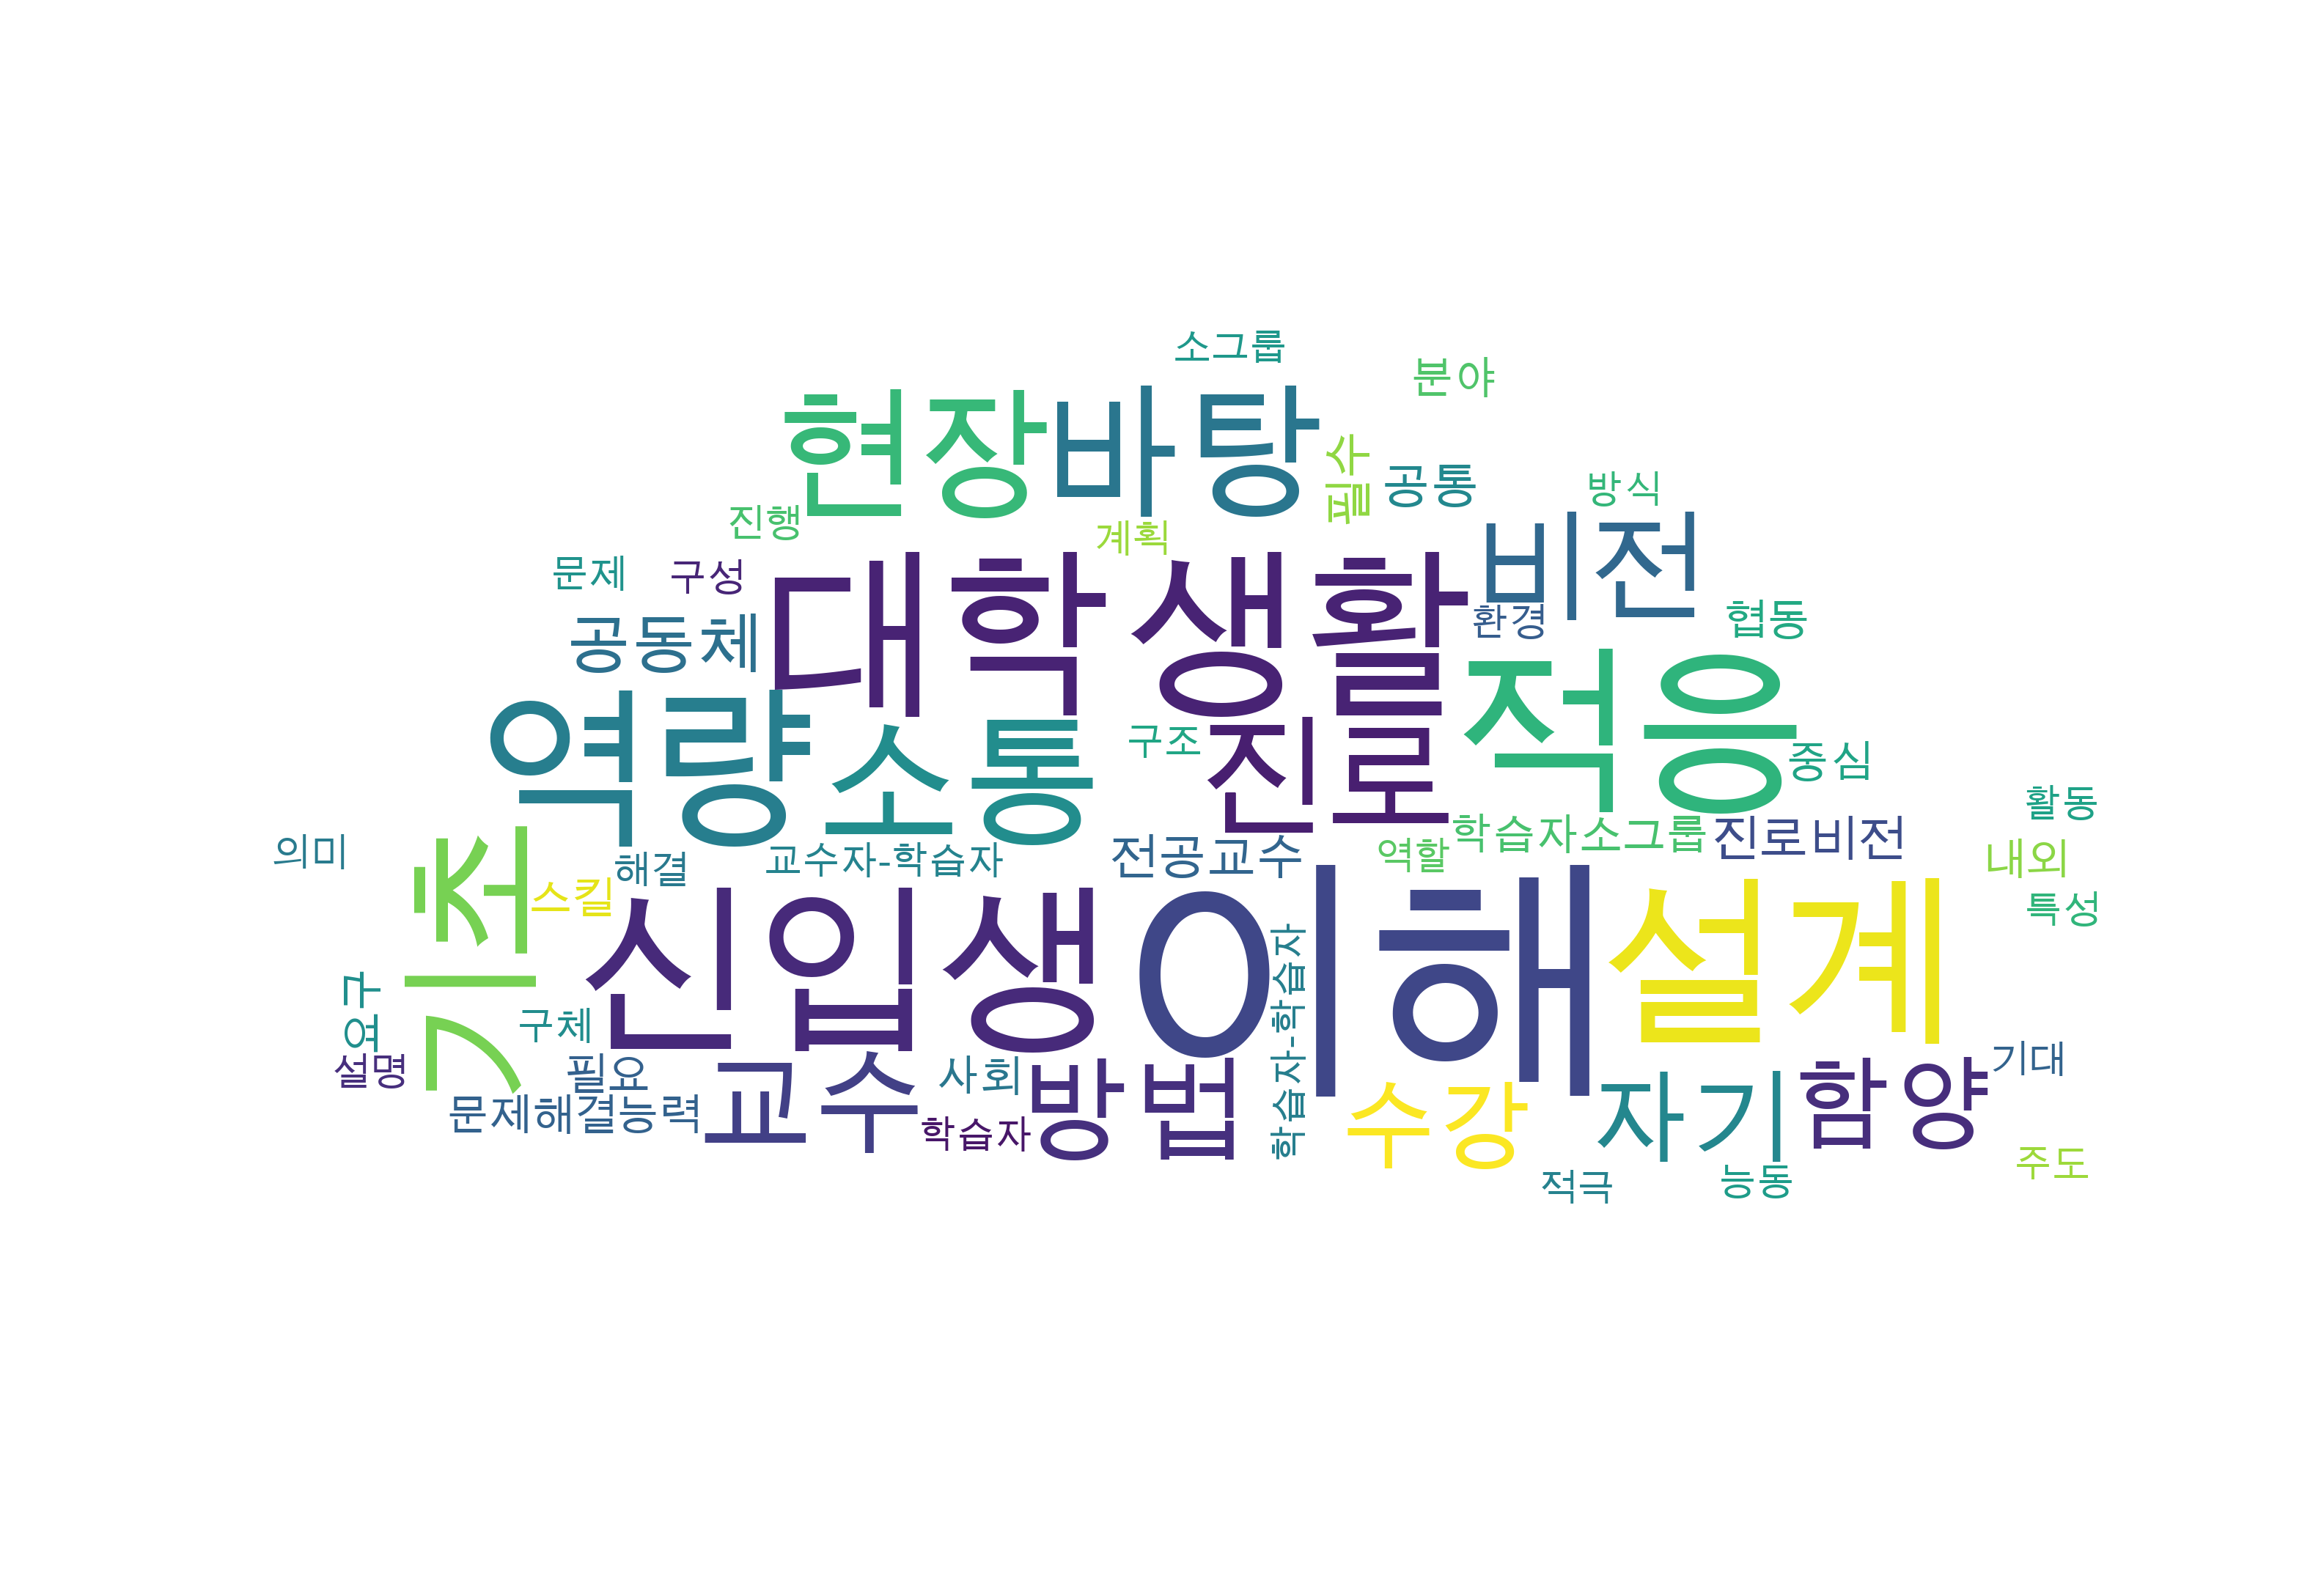 소그룹
분야
현장
바탕
필수
공통
방식
진행
계획
비전
문제
구성
대학생활
환경
협동
공동체
적응
역량
소통
구조
진로
중심
활동
의미
해결
교수자-학습자
전공교수
역할
학습자소그룹
진로비전
내외
기초
스킬
특성
신입생
이해
학습자-학습자
설계
연구
구체
설명
필요
사회
기대
문제해결능력
교수
학습자
방법
수강
자기
함양
주도
적극
능동